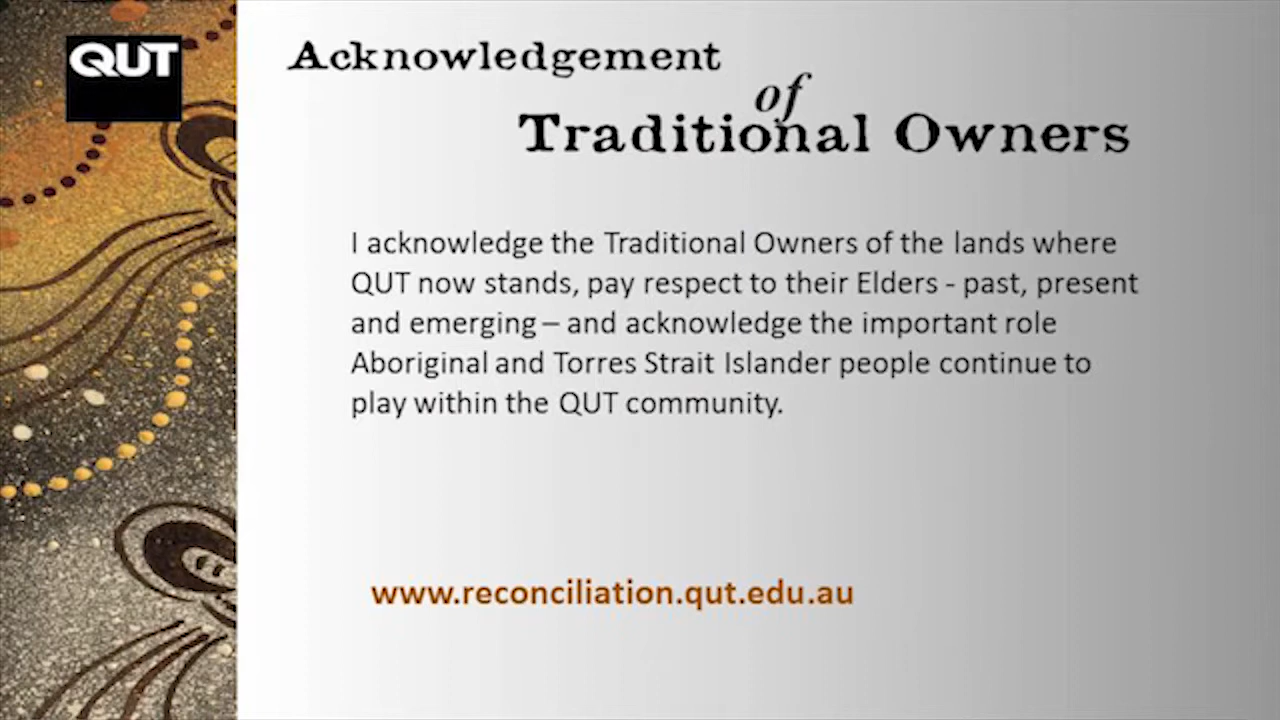 QUT
Acknowledgement
of
Traditional Owners
I acknowledge the Traditional Owners of the lands where
QUT now stands, pay respect to their Elders - past, present
and emerging – and acknowledge the important role
Aboriginal and Torres Strait Islander people continue to
play within the QUT community.
www.reconciliation.qut.edu.au